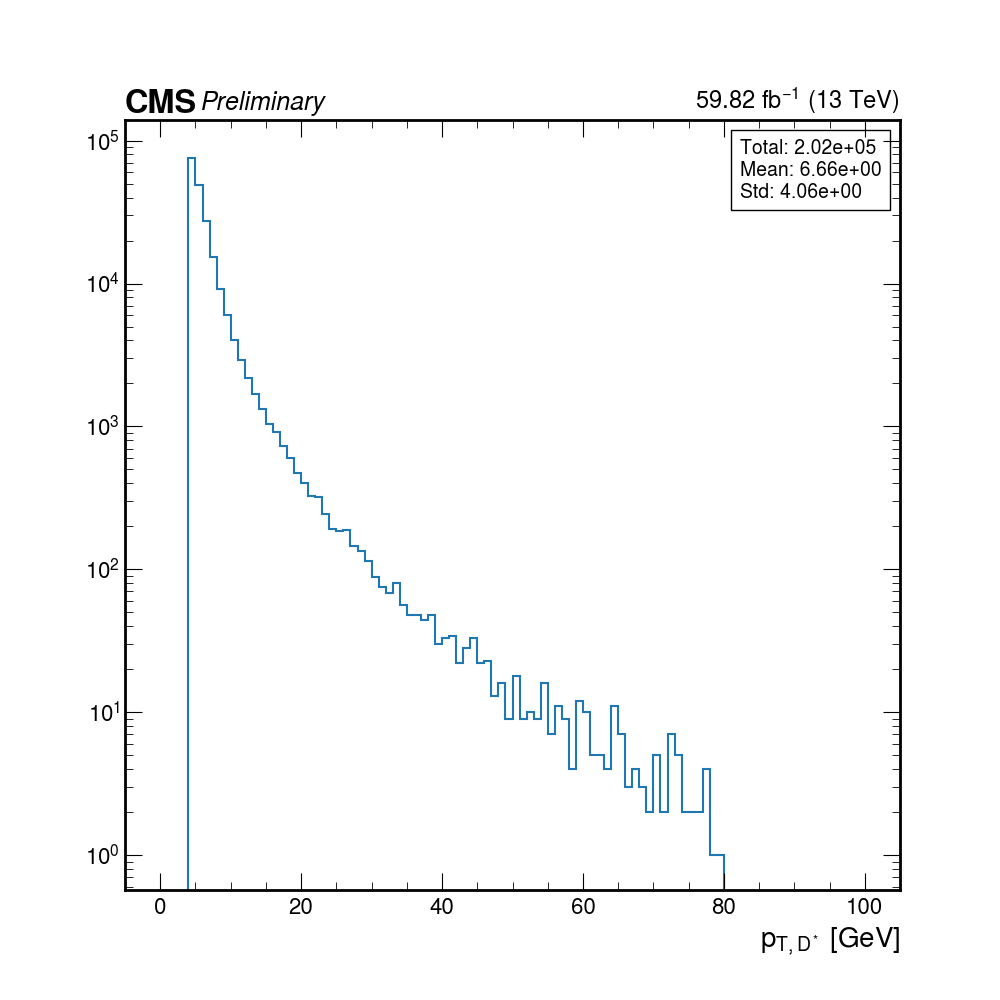 CMS Preliminary 59.82 fb⁻¹ (13 TeV)
Total: 2.02e+05
Mean: 6.66e+00
Std: 4.06e+00
10⁵
10⁴
10³
10²
10¹
10⁰
0 20 40 60 80 100
p_{T, D^*} [GeV]